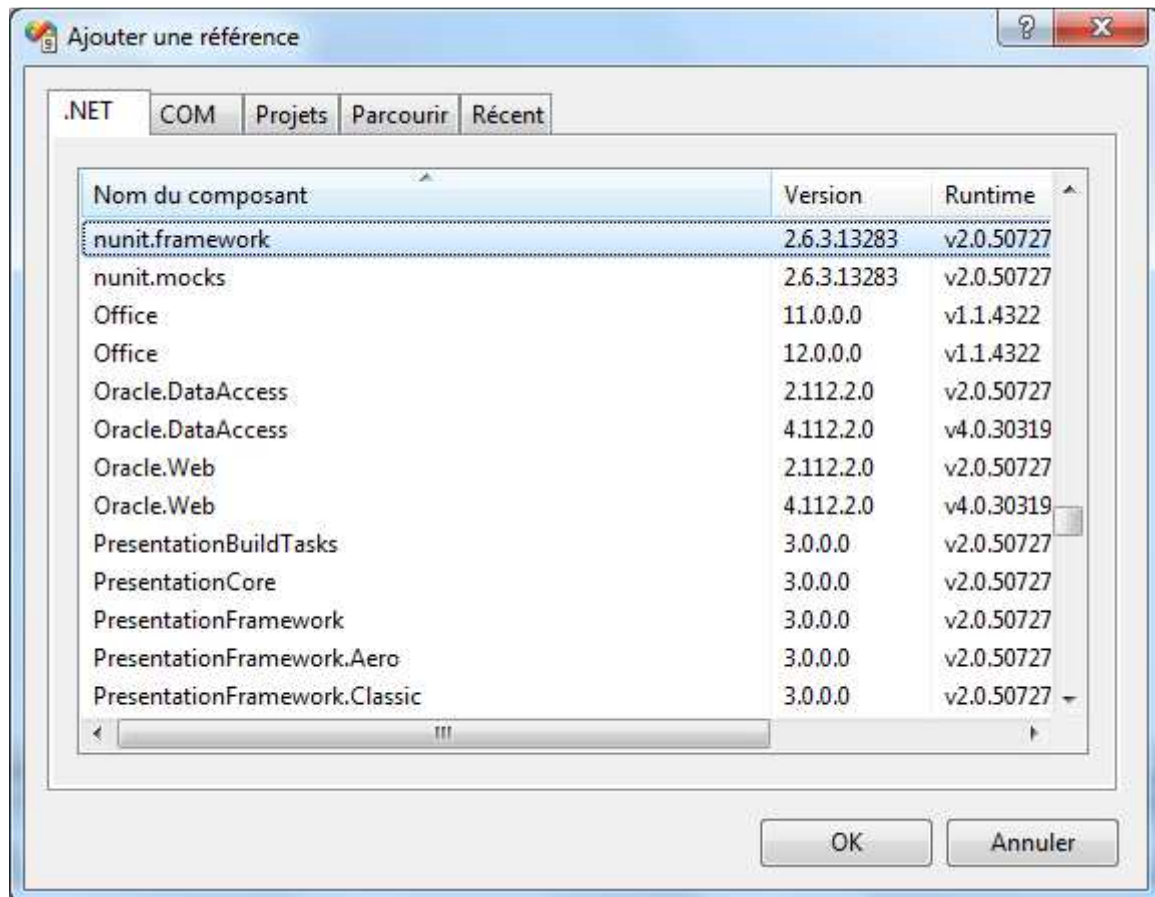 Ajouter une référence
.NET COM Projets Parcourir Récent
Nom du composant Version Runtime
nunit.framework 2.6.3.13283 v2.0.50727
nunit.mocks 2.6.3.13283 v2.0.50727
Office 11.0.0.0 v1.1.4322
Office 12.0.0.0 v1.1.4322
Oracle.DataAccess 2.112.2.0 v2.0.50727
Oracle.DataAccess 4.112.2.0 v4.0.30319
Oracle.Web 2.112.2.0 v2.0.50727
Oracle.Web 4.112.2.0 v4.0.30319
PresentationBuildTasks 3.0.0.0 v2.0.50727
PresentationCore 3.0.0.0 v2.0.50727
PresentationFramework 3.0.0.0 v2.0.50727
PresentationFramework.Aero 3.0.0.0 v2.0.50727
PresentationFramework.Classic 3.0.0.0 v2.0.50727
OK Annuler